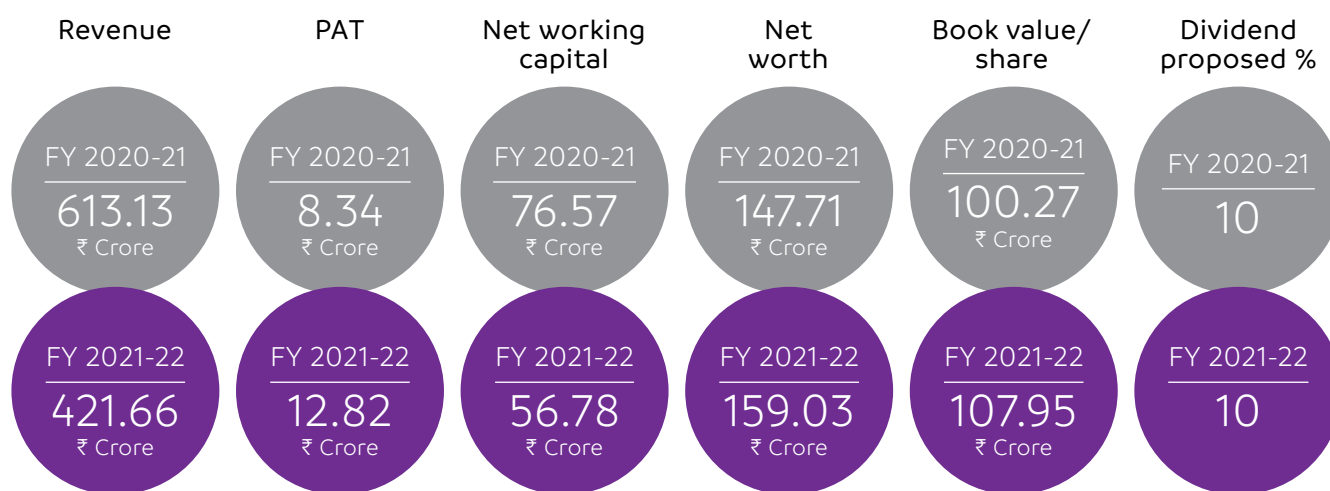 Revenue
PAT
Net working
capital
Net
worth
Book value/
share
Dividend
proposed %
FY 2020-21
613.13
₹ Crore
FY 2020-21
8.34
₹ Crore
FY 2020-21
76.57
₹ Crore
FY 2020-21
147.71
₹ Crore
FY 2020-21
100.27
₹ Crore
FY 2020-21
10
FY 2021-22
421.66
₹ Crore
FY 2021-22
12.82
₹ Crore
FY 2021-22
56.78
₹ Crore
FY 2021-22
159.03
₹ Crore
FY 2021-22
107.95
₹ Crore
FY 2021-22
10